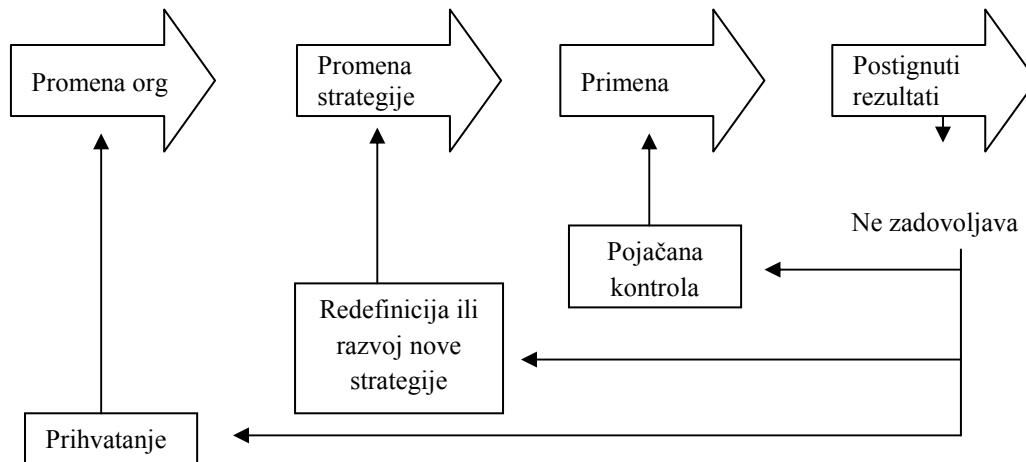 Promena org
Promena
strategije
Primena
Postignuti
rezultati
Ne zadovoljava
Pojačana
kontrola
Redefinicija ili
razvoj nove
strategije
Prihvatanje